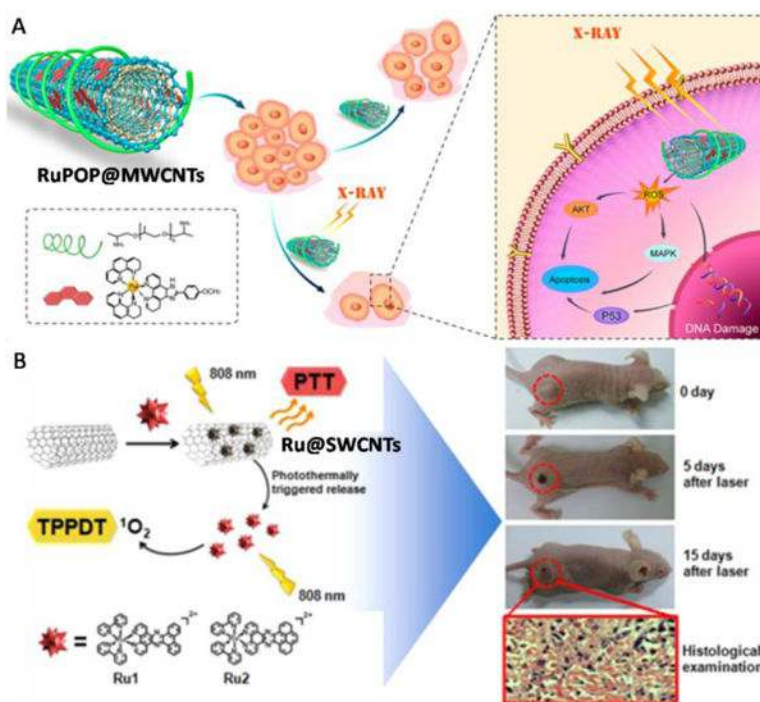 A
RuPOP@MWCNTs
X-RAY
X-RAY
ROS
AKT
MAPK
Apoptosis
P53
DNA Damage
B
808 nm
PTT
Ru@SWCNTs
Photothermally
triggered release
TPPDT
¹O₂
808 nm
=
Ru1
Ru2
0 day
5 days
after laser
15 days
after laser
Histological
examination